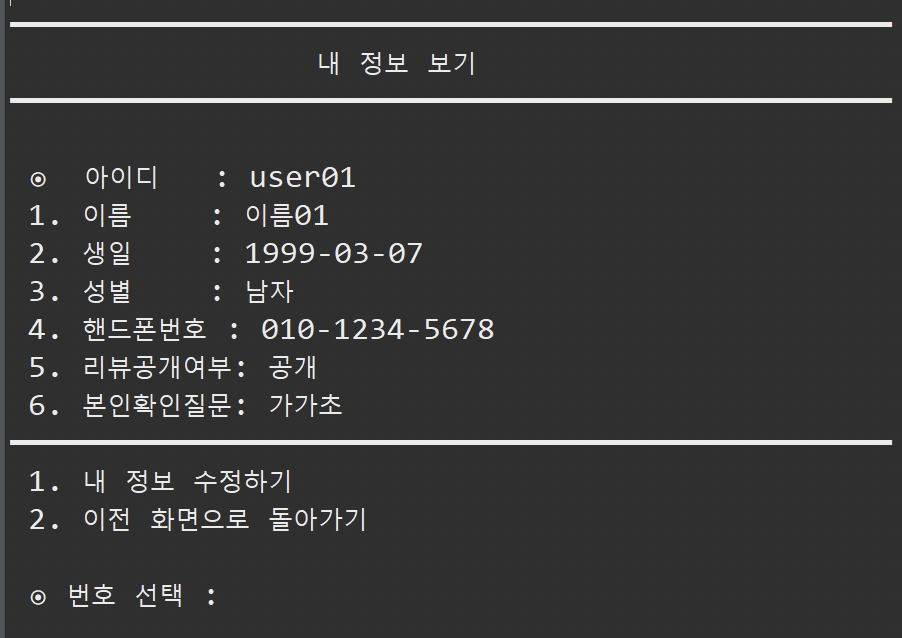 내 정보 보기
⊙ 아이디 : user01
1. 이름 : 이름01
2. 생일 : 1999-03-07
3. 성별 : 남자
4. 핸드폰번호 : 010-1234-5678
5. 리뷰공개여부: 공개
6. 본인확인질문: 가가초
1. 내 정보 수정하기
2. 이전 화면으로 돌아가기
⊙ 번호 선택 :